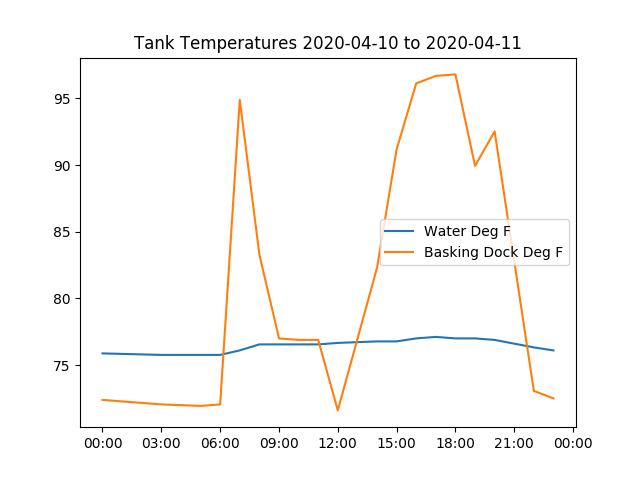 Tank Temperatures 2020-04-10 to 2020-04-11
95
90
85
80
75
Water Deg F
Basking Dock Deg F
00:00 03:00 06:00 09:00 12:00 15:00 18:00 21:00 00:00